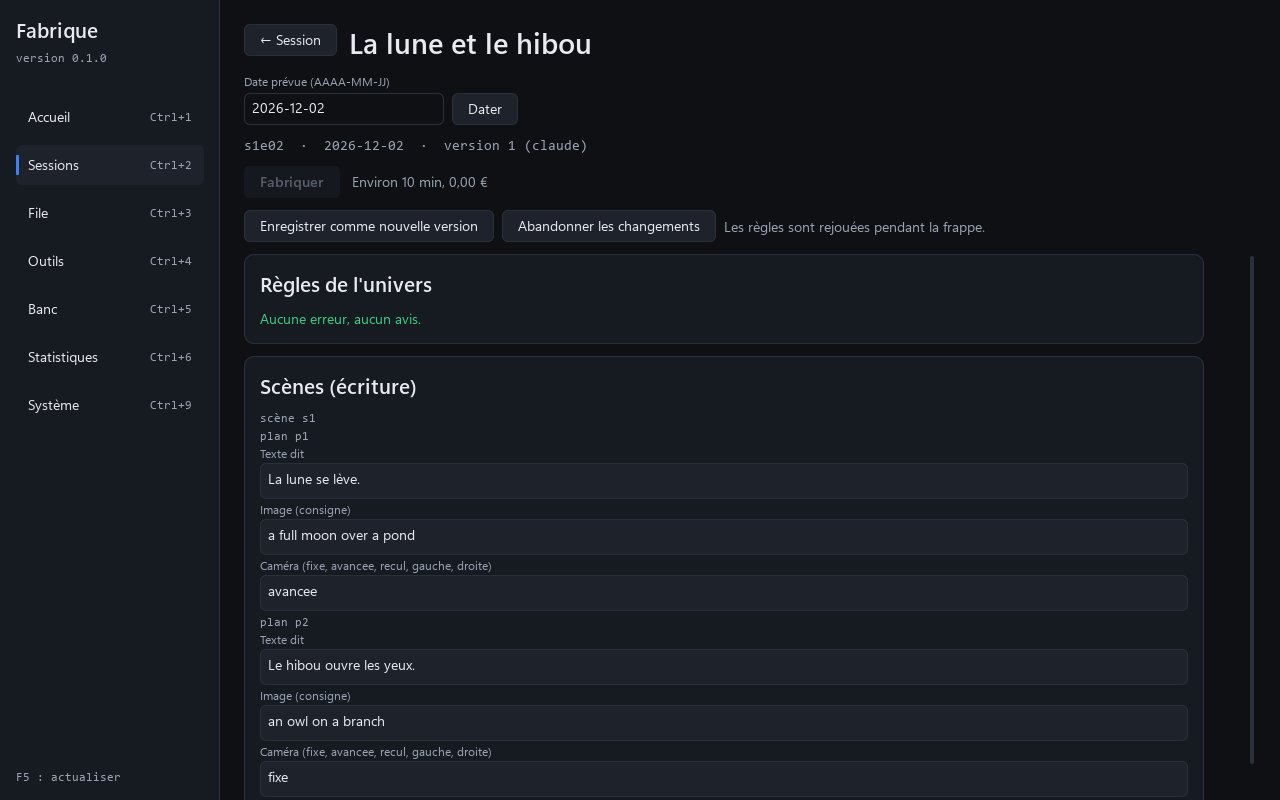 Fabrique
version 0.1.0
Accueil Ctrl+1
Sessions Ctrl+2
File Ctrl+3
Outils Ctrl+4
Banc Ctrl+5
Statistiques Ctrl+6
Système Ctrl+9
F5 : actualiser
← Session La lune et le hibou
Date prévue (AAAA-MM-JJ)
2026-12-02 Dater
s1e02 · 2026-12-02 · version 1 (claude)
Fabriquer Environ 10 min, 0,00 €
Enregistrer comme nouvelle version Abandonner les changements Les règles sont rejouées pendant la frappe.
Règles de l'univers
Aucune erreur, aucun avis.
Scènes (écriture)
scène s1
plan p1
Texte dit
La lune se lève.
Image (consigne)
a full moon over a pond
Caméra (fixe, avancee, recul, gauche, droite)
avancee
plan p2
Texte dit
Le hibou ouvre les yeux.
Image (consigne)
an owl on a branch
Caméra (fixe, avancee, recul, gauche, droite)
fixe